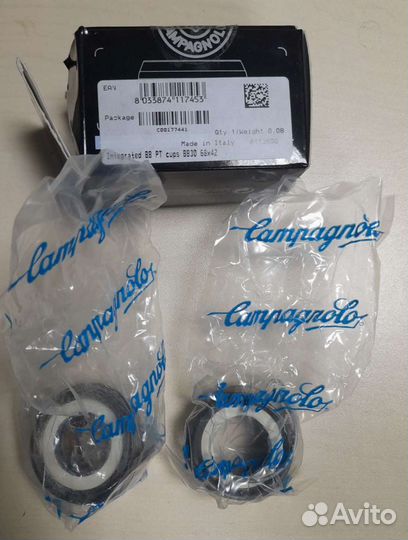 CAMPAGNOLO
EAN
8 033874 117453
Package
C00177441
Qty 1/Weight 0.08
Made in Italy
Integrated BB PT cups BB30 68x42
Campagnolo
Campagnolo
Campagnolo
Campagnolo
Campagnolo
Campagnolo
Avito